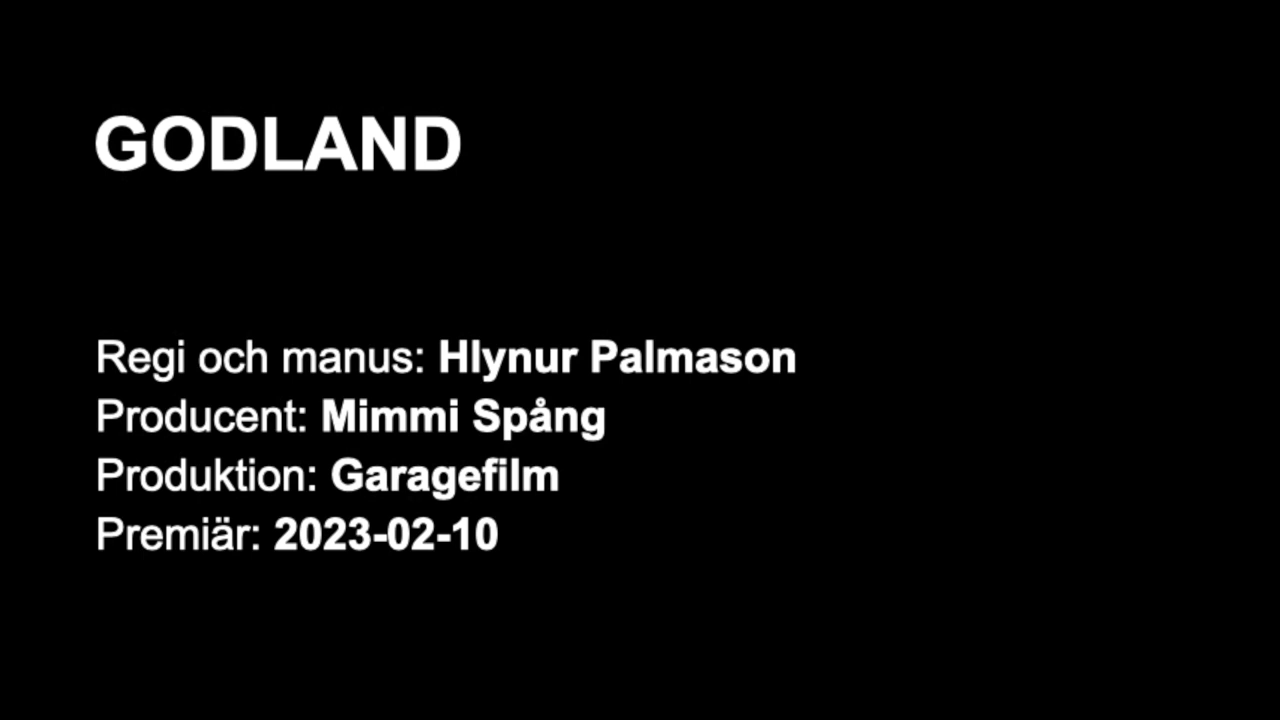 GODLAND
Regi och manus: Hlynur Palmason
Producent: Mimmi Spång
Produktion: Garagefilm
Premiär: 2023-02-10